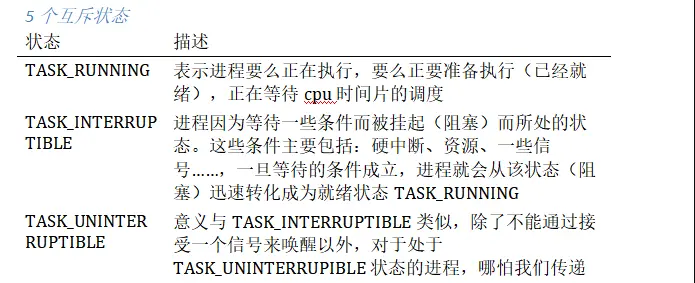 5 个互斥状态
状态 描述
TASK_RUNNING 表示进程要么正在执行，要么正要准备执行（已经就
绪），正在等待 cpu 时间片的调度
TASK_INTERRUP 进程因为等待一些条件而被挂起（阻塞）而所处的状
TIBLE 态。这些条件主要包括：硬中断、资源、一些信
号……，一旦等待的条件成立，进程就会从该状态（阻
塞）迅速转化成为就绪状态 TASK_RUNNING
TASK_UNINTER 意义与 TASK_INTERRUPTIBLE 类似，除了不能通过接
RUPTIBLE 受一个信号来唤醒以外，对于处于
TASK_UNINTERRUPIBLE 状态的进程，哪怕我们传递